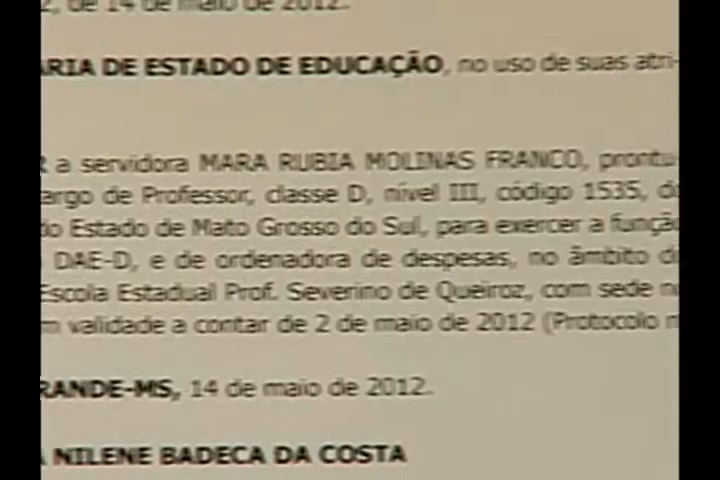 2, de 14 de maio de 2012.
ARIA DE ESTADO DE EDUCAÇÃO, no uso de suas atri-
R a servidora MARA RUBIA MOLINAS FRANCO, prontu-
argo de Professor, classe D, nível III, código 1535, d
do Estado de Mato Grosso do Sul, para exercer a função
DAE-D, e de ordenadora de despesas, no âmbito d
Escola Estadual Prof. Severino de Queiroz, com sede n
m validade a contar de 2 de maio de 2012 (Protocolo n
RANDE-MS, 14 de maio de 2012.
A NILENE BADECA DA COSTA